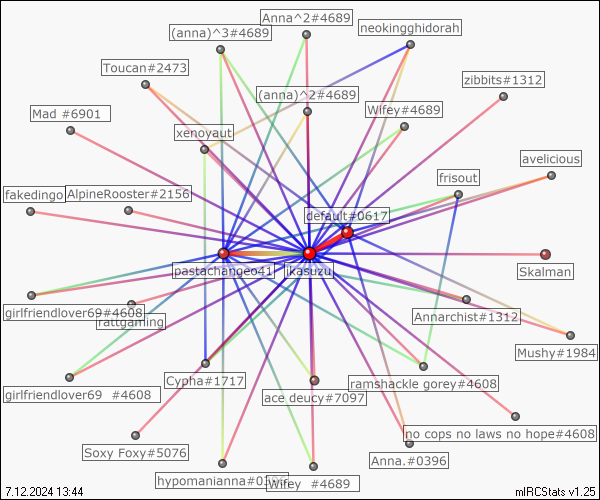 Anna^2#4689
(anna)^3#4689
neokingghidorah
Toucan#2473
zibbits#1312
(anna)^2#4689
Mad #6901
Wifey#4689
xenoyaut
avelicious
frisout
fakedingo
AlpineRooster#2156
default#0617
pastachangeo41
ikasuzu
Skalman
girlfriendlover69#4608
rattgaming
Annarchist#1312
Mushy#1984
Cypha#1717
ramshackle gorey#4608
girlfriendlover69 #4608
ace deucy#7097
no cops no laws no hope#4608
Soxy Foxy#5076
Anna.#0396
hypomanianna#0396
Wifey #4689
7.12.2024 13:44
mIRCStats v1.25